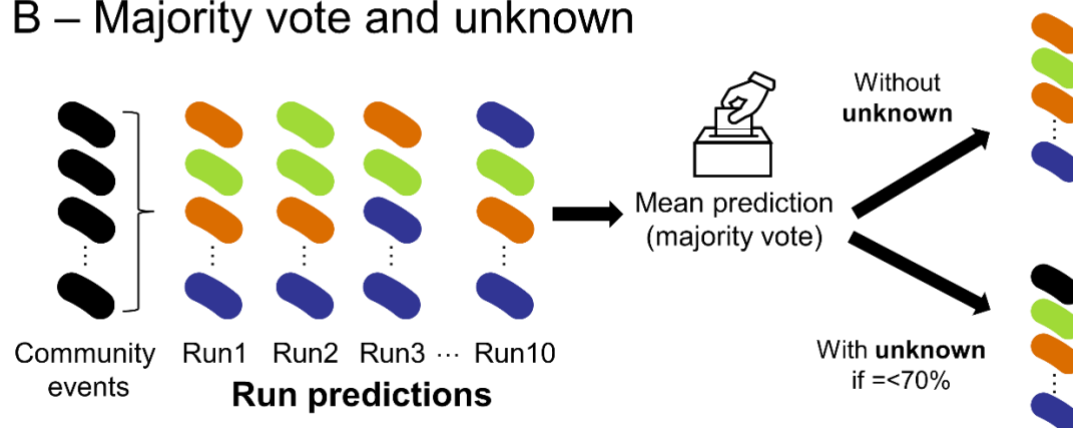 B – Majority vote and unknown
Without
unknown
Mean prediction
(majority vote)
With unknown
if =<70%
Community
events
Run1 Run2 Run3 ... Run10
Run predictions